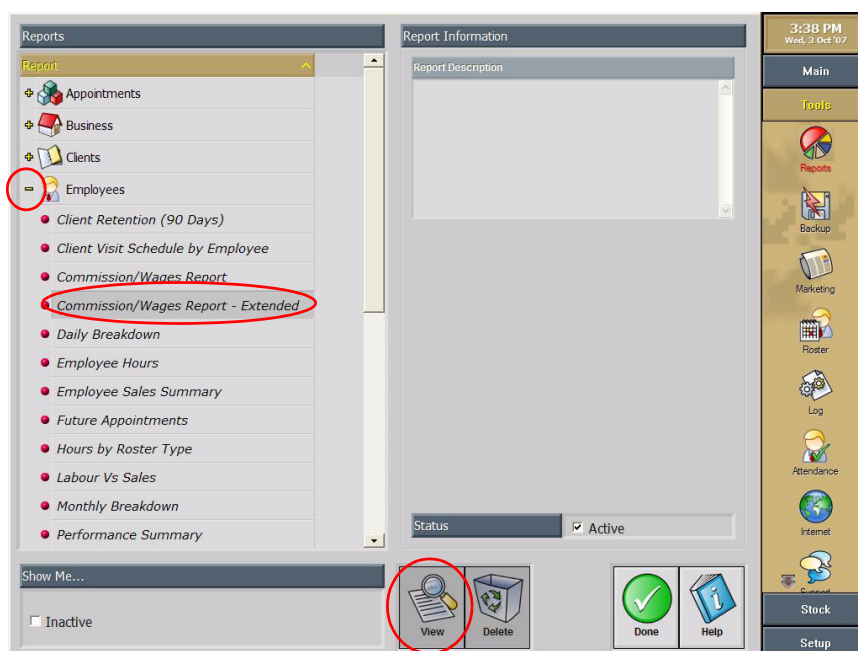 Reports
Report
Appointments
Business
Clients
Employees
Client Retention (90 Days)
Client Visit Schedule by Employee
Commission/Wages Report
Commission/Wages Report - Extended
Daily Breakdown
Employee Hours
Employee Sales Summary
Future Appointments
Hours by Roster Type
Labour Vs Sales
Monthly Breakdown
Performance Summary
Show Me...
Inactive
Report Information
Report Description
Status
Active
View
Delete
Done
Help
3:38 PM
Wed, 3 Oct '07
Main
Tools
Reports
Backup
Marketing
Roster
Log
Attendance
Internet
Support
Stock
Setup